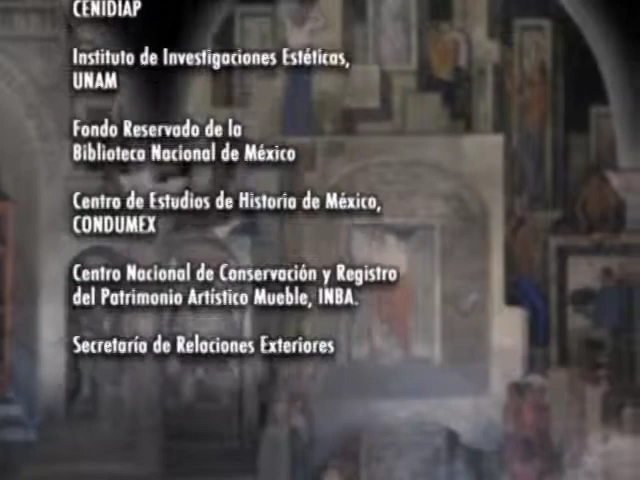 CENIDIAP
Instituto de Investigaciones Estéticas,
UNAM
Fondo Reservado de la
Biblioteca Nacional de México
Centro de Estudios de Historia de México,
CONDUMEX
Centro Nacional de Conservación y Registro
del Patrimonio Artístico Mueble, INBA.
Secretaría de Relaciones Exteriores